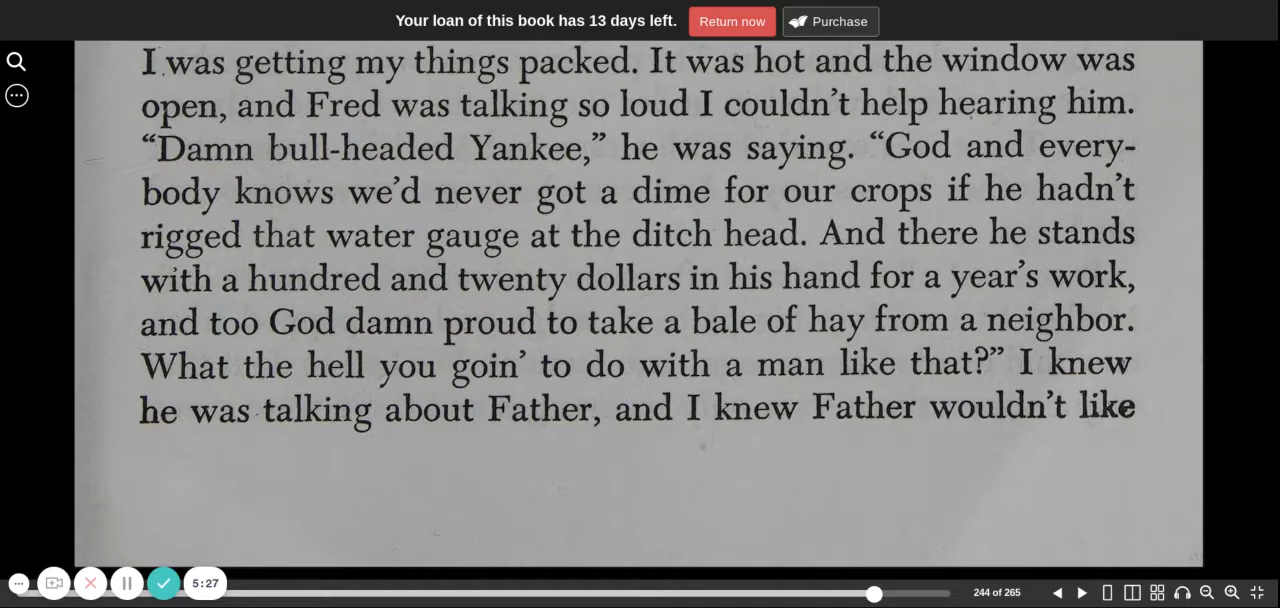 Your loan of this book has 13 days left. Return now Purchase
I was getting my things packed. It was hot and the window was
open, and Fred was talking so loud I couldn't help hearing him.
“Damn bull-headed Yankee,” he was saying. “God and every-
body knows we'd never got a dime for our crops if he hadn't
rigged that water gauge at the ditch head. And there he stands
with a hundred and twenty dollars in his hand for a year's work,
and too God damn proud to take a bale of hay from a neighbor.
What the hell you goin' to do with a man like that?” I knew
he was talking about Father, and I knew Father wouldn't like
5:27
244 of 265